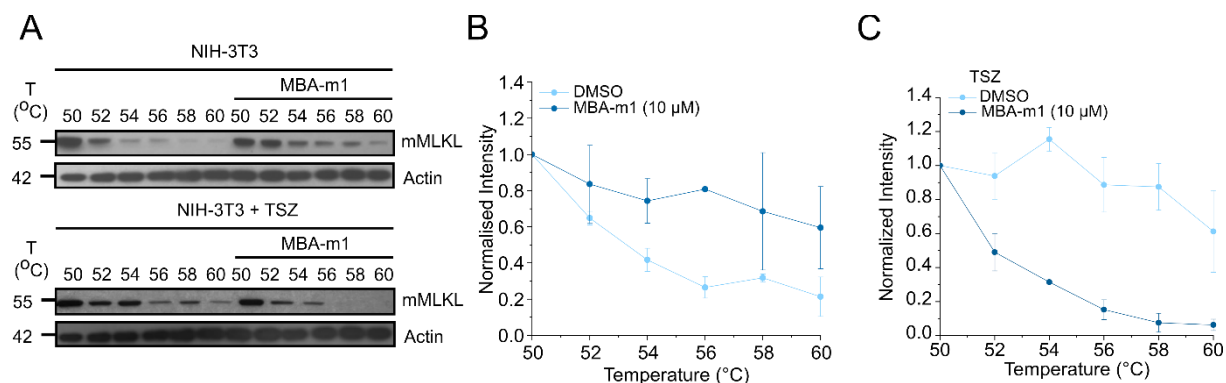 A
NIH-3T3
T
(°C)
MBA-m1
50 52 54 56 58 60 50 52 54 56 58 60
55
mMLKL
42
Actin
NIH-3T3 + TSZ
T
(°C)
MBA-m1
50 52 54 56 58 60 50 52 54 56 58 60
55
mMLKL
42
Actin
B
DMSO
MBA-m1 (10 µM)
Normalised Intensity
1.4
1.2
1.0
0.8
0.6
0.4
0.2
0.0
50 52 54 56 58 60
Temperature (°C)
C
TSZ
DMSO
MBA-m1 (10 µM)
Normalized Intensity
1.4
1.2
1.0
0.8
0.6
0.4
0.2
0.0
50 52 54 56 58 60
Temperature (°C)